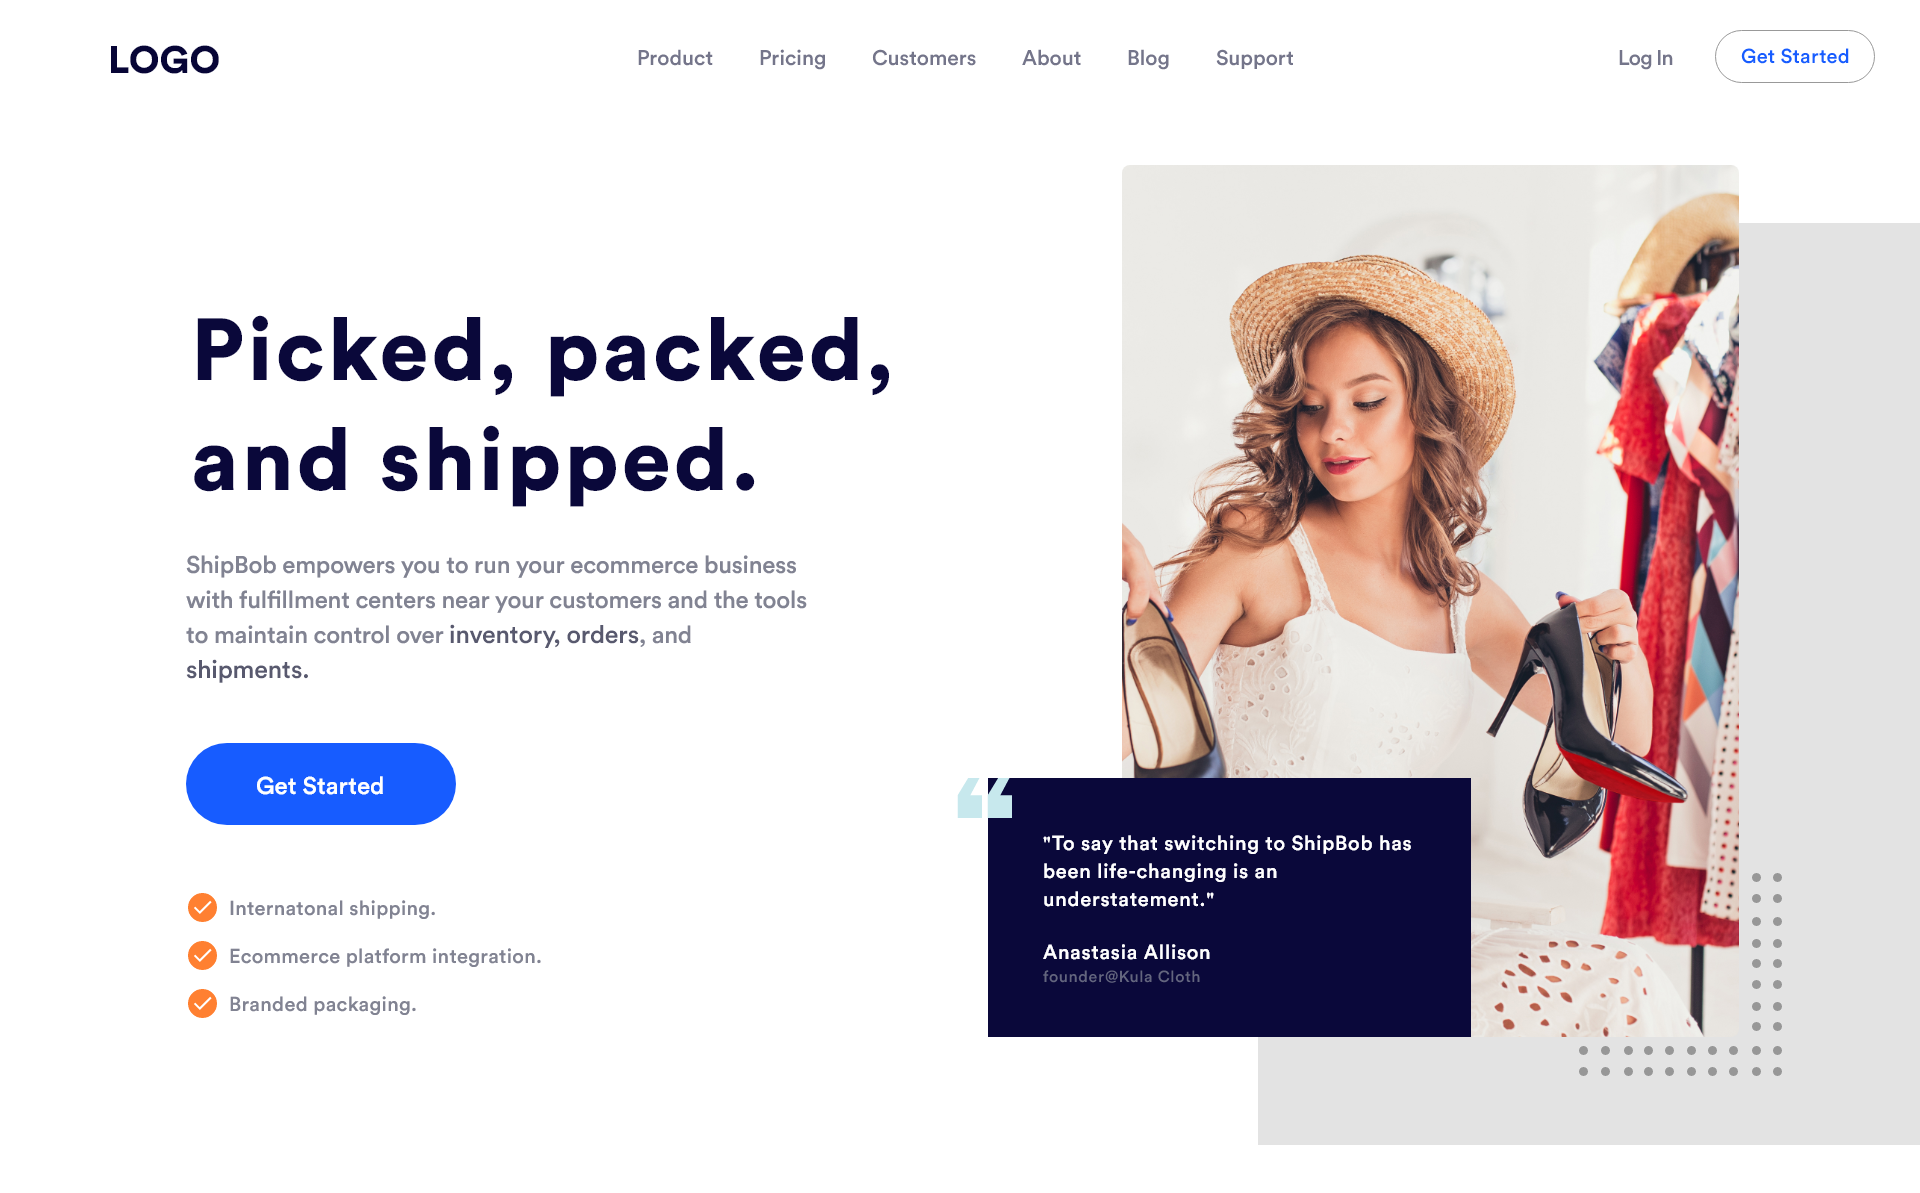 LOGO
Product Pricing Customers About Blog Support
Log In
Get Started
Picked, packed,
and shipped.
ShipBob empowers you to run your ecommerce business
with fulfillment centers near your customers and the tools
to maintain control over inventory, orders, and
shipments.
Get Started
Internatonal shipping.
Ecommerce platform integration.
Branded packaging.
“
"To say that switching to ShipBob has
been life-changing is an
understatement."
Anastasia Allison
founder@Kula Cloth